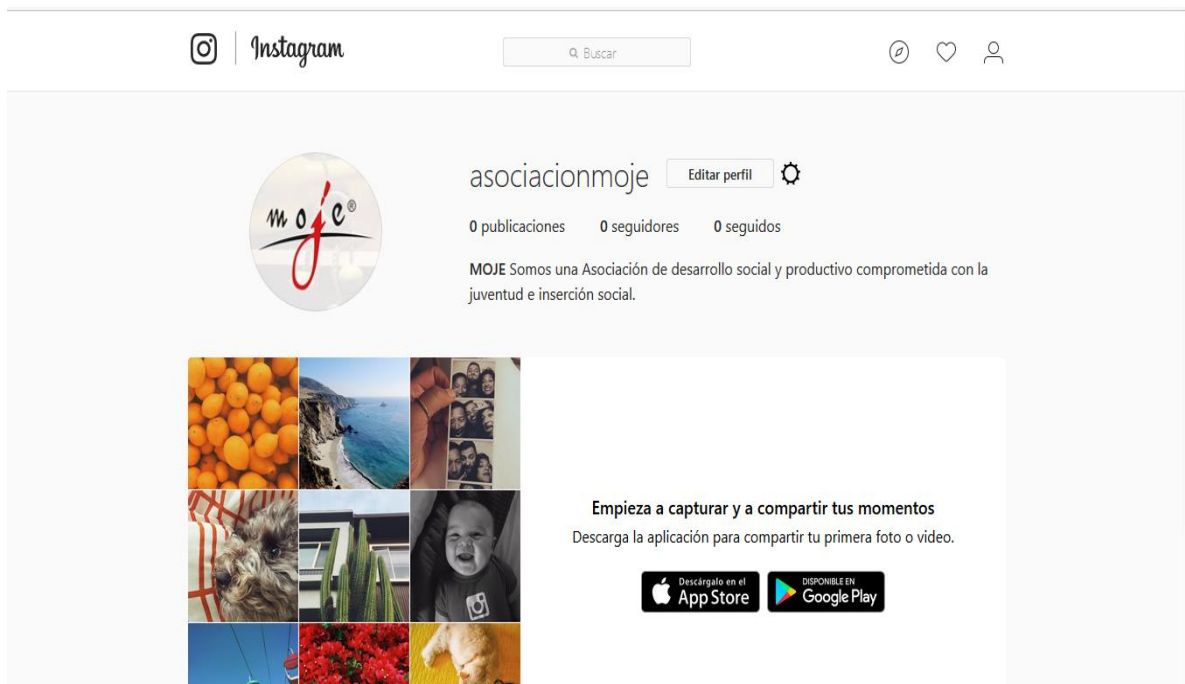 Instagram
Buscar
moje®
asociacionmoje Editar perfil
0 publicaciones 0 seguidores 0 seguidos
MOJE Somos una Asociación de desarrollo social y productivo comprometida con la
juventud e inserción social.
Empieza a capturar y a compartir tus momentos
Descarga la aplicación para compartir tu primera foto o video.
Descárgalo en el
App Store
DISPONIBLE EN
Google Play